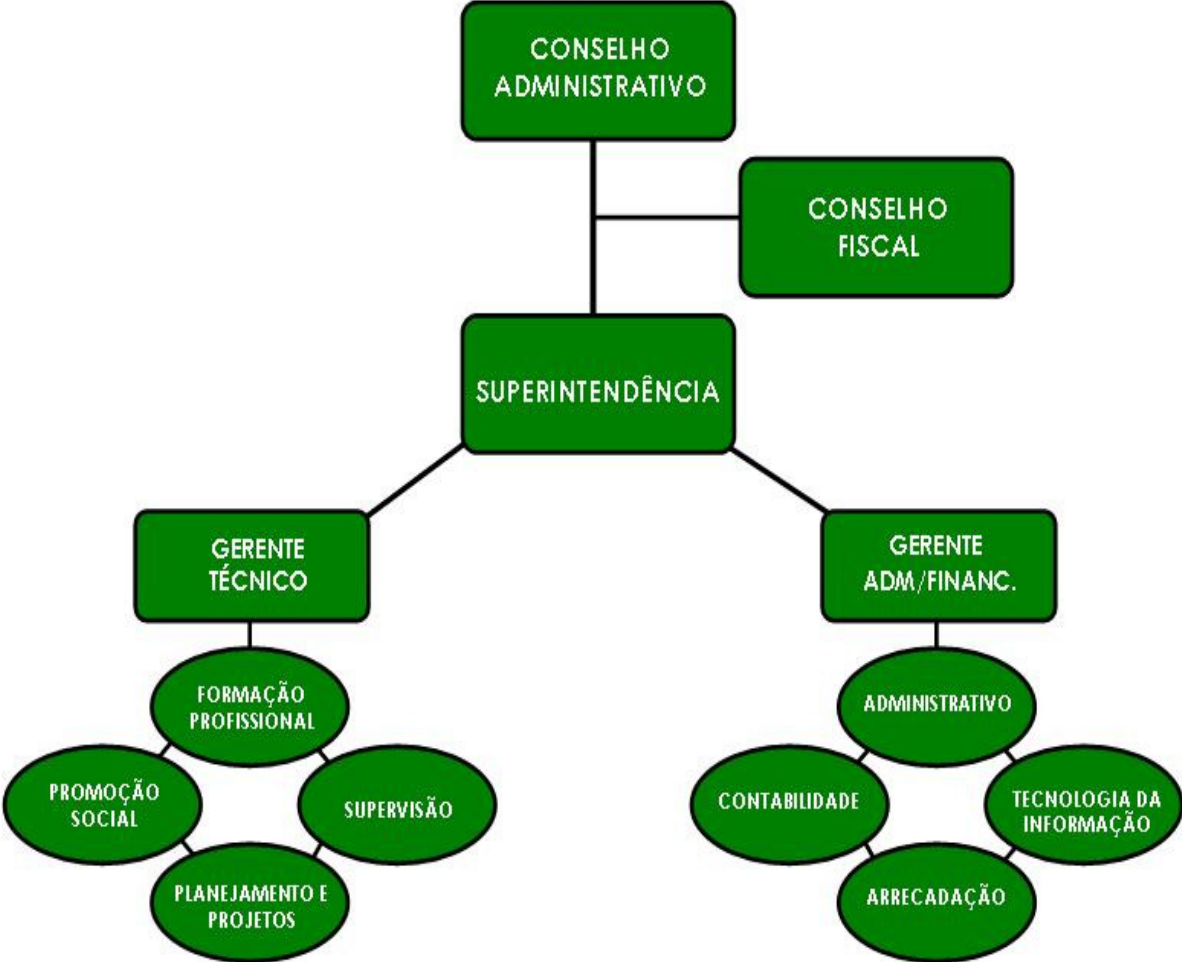 CONSELHO
ADMINISTRATIVO
CONSELHO
FISCAL
SUPERINTENDÊNCIA
GERENTE
TÉCNICO
GERENTE
ADM/FINANC.
FORMAÇÃO
PROFISSIONAL
PROMOÇÃO
SOCIAL
SUPERVISÃO
PLANEJAMENTO E
PROJETOS
ADMINISTRATIVO
CONTABILIDADE
TECNOLOGIA DA
INFORMAÇÃO
ARRECADAÇÃO